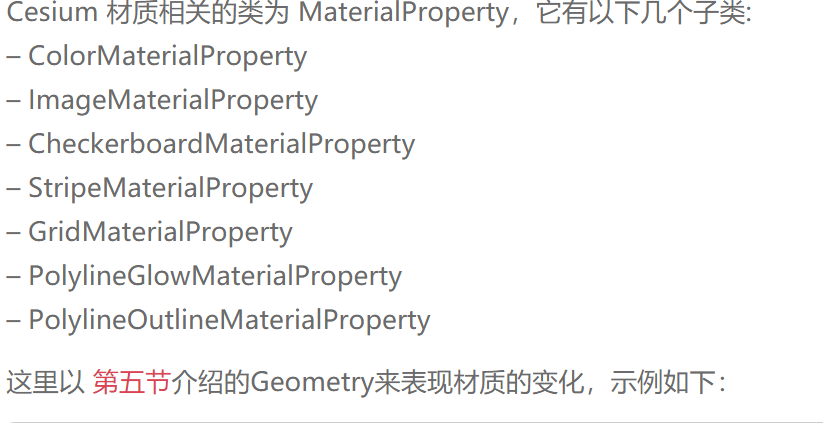 Cesium 材质相关的类为 MaterialProperty，它有以下几个子类:
– ColorMaterialProperty
– ImageMaterialProperty
– CheckerboardMaterialProperty
– StripeMaterialProperty
– GridMaterialProperty
– PolylineGlowMaterialProperty
– PolylineOutlineMaterialProperty
这里以 第五节介绍的Geometry来表现材质的变化，示例如下：